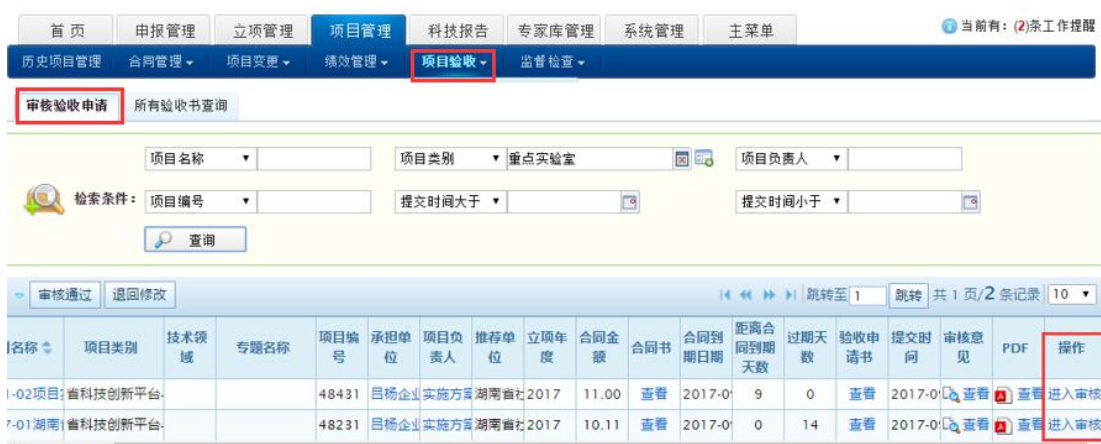 首 页 申报管理 立项管理 项目管理 科技报告 专家库管理 系统管理 主菜单 当前有：(2)条工作提醒
历史项目管理 合同管理 项目变更 绩效管理 项目验收 监督检查
审核验收申请 所有验收书查询
项目名称 项目类别 重点实验室 项目负责人
检索条件： 项目编号 提交时间大于 提交时间小于
查询
审核通过 退回修改 跳转至 1 跳转 共 1 页/2 条记录 10
名称 项目类别 技术领域 专题名称 项目编号 承担单位 项目负责人 推荐单位 立项年度 合同金额 合同书 合同到期日期 距离合同到期天数 过期天数 验收申请书 提交时间 审核意见 PDF 操作
-02项目 省科技创新平台 48431 吕杨企业 实施方案 湖南省 2017 11.00 查看 2017-0 9 0 查看 2017-0 查看 查看 进入审核
-01湖南 省科技创新平台 48231 吕杨企业 实施方案 湖南省 2017 10.11 查看 2017-0 0 14 查看 2017-0 查看 查看 进入审核